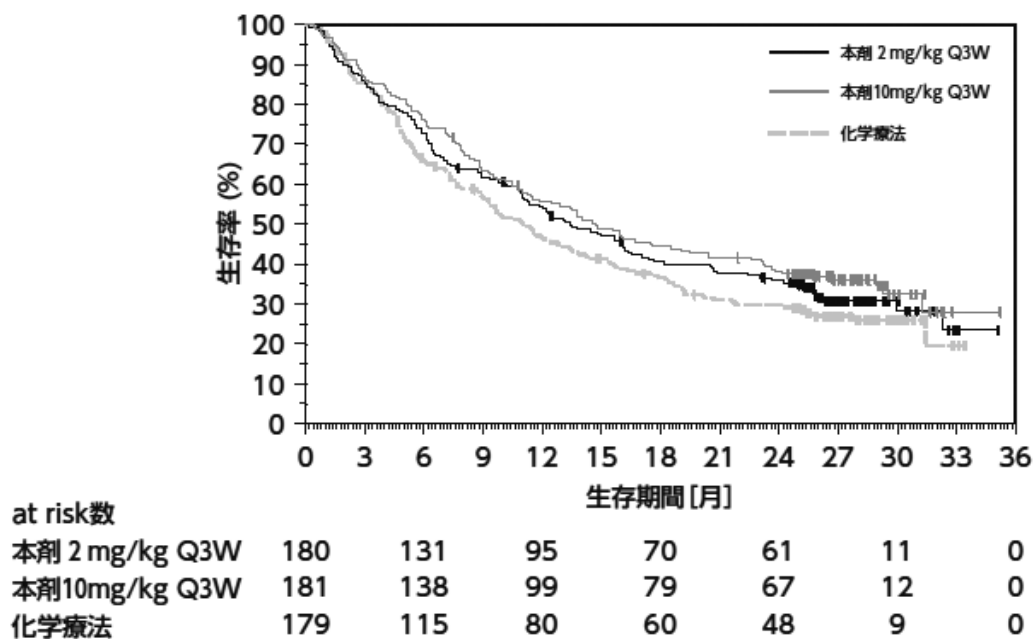 100
90
80
70
60
50
40
30
20
10
0
生存率 (%)
本剤 2 mg/kg Q3W
本剤10mg/kg Q3W
化学療法
0 3 6 9 12 15 18 21 24 27 30 33 36
生存期間 [月]
at risk数
本剤 2 mg/kg Q3W 180 131 95 70 61 11 0
本剤10mg/kg Q3W 181 138 99 79 67 12 0
化学療法 179 115 80 60 48 9 0